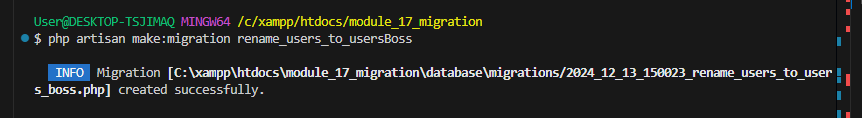 User@DESKTOP-TSJIMAQ MINGW64 /c/xampp/htdocs/module_17_migration
$ php artisan make:migration rename_users_to_usersBoss
INFO Migration [C:\xampp\htdocs\module_17_migration\database\migrations/2024_12_13_150023_rename_users_to_user
s_boss.php] created successfully.